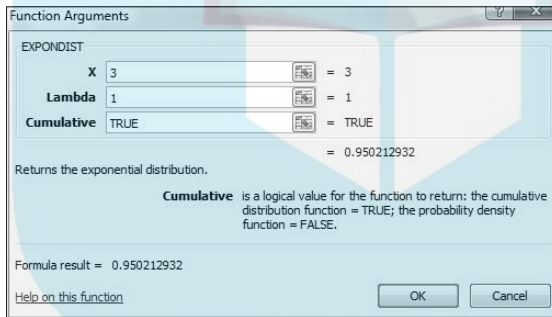 Function Arguments
EXPONDIST
X 3 = 3
Lambda 1 = 1
Cumulative TRUE = TRUE
= 0.950212932
Returns the exponential distribution.
Cumulative is a logical value for the function to return: the cumulative
distribution function = TRUE; the probability density
function = FALSE.
Formula result = 0.950212932
Help on this function OK Cancel